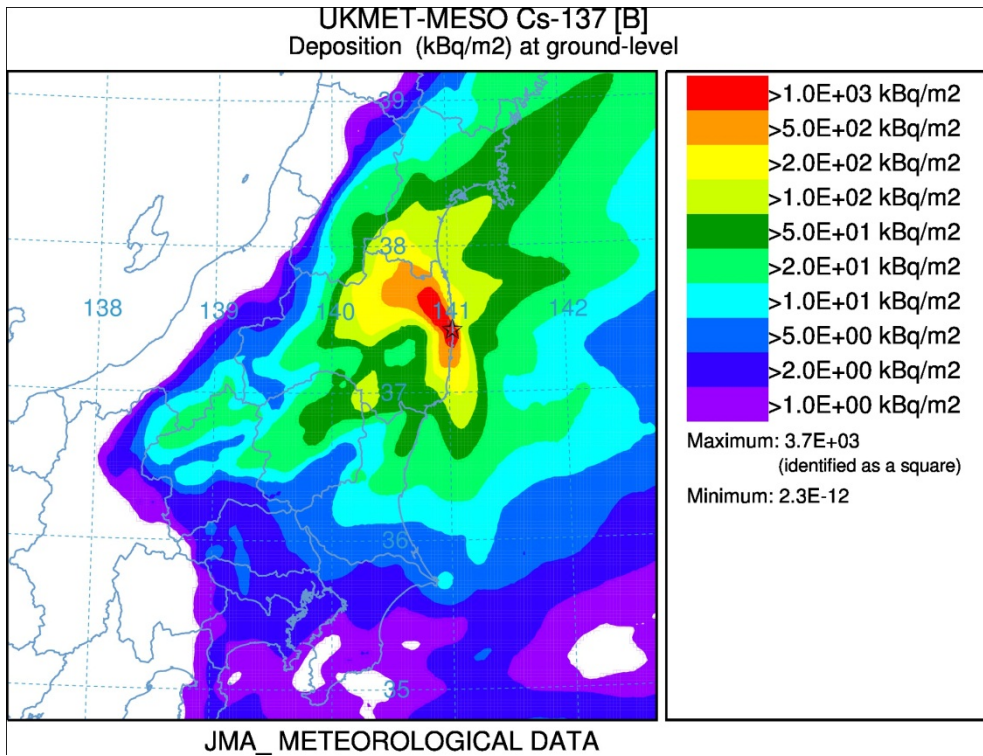 UKMET-MESO Cs-137 [B]
Deposition (kBq/m2) at ground-level
39
38
138
139
140
141
142
37
36
35
>1.0E+03 kBq/m2
>5.0E+02 kBq/m2
>2.0E+02 kBq/m2
>1.0E+02 kBq/m2
>5.0E+01 kBq/m2
>2.0E+01 kBq/m2
>1.0E+01 kBq/m2
>5.0E+00 kBq/m2
>2.0E+00 kBq/m2
>1.0E+00 kBq/m2
Maximum: 3.7E+03
(identified as a square)
Minimum: 2.3E-12
JMA_ METEOROLOGICAL DATA